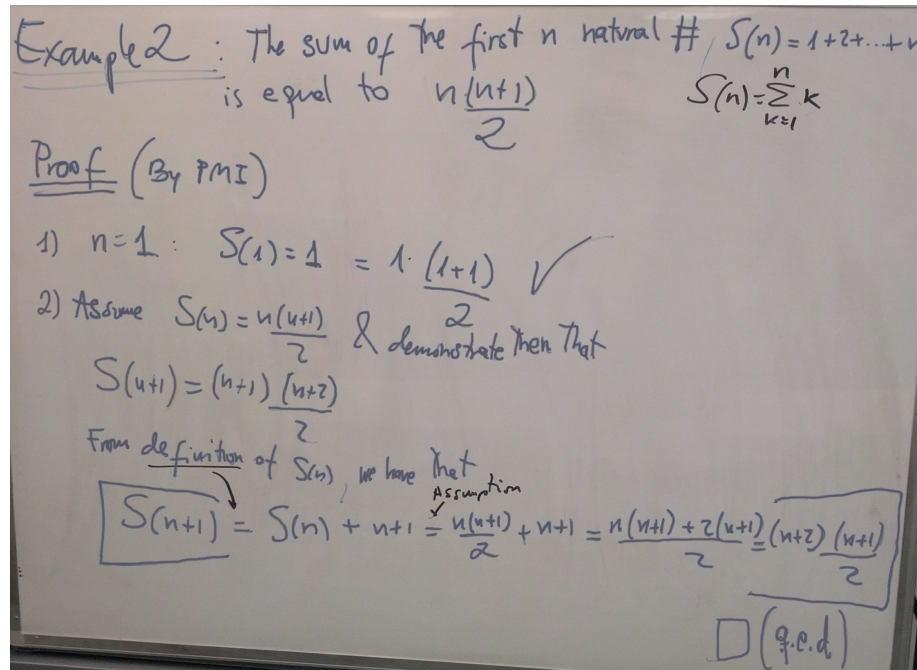 Example 2 : The sum of the first n natural #, S(n) = 1+2+...+n
is equal to n(n+1)/2
S(n) = ∑_{k=1}^{n} k
Proof (By PMI)
1) n=1 : S(1) = 1 = 1·(1+1)/2 ✓
2) Assume S(n) = n(n+1)/2 & demonstrate then that
S(n+1) = (n+1)(n+2)/2
From definition of S(n), we have that
Assumption
S(n+1) = S(n) + n+1 = n(n+1)/2 + n+1 = n(n+1) + 2(n+1)/2 = (n+2)(n+1)/2
□ (q.e.d)